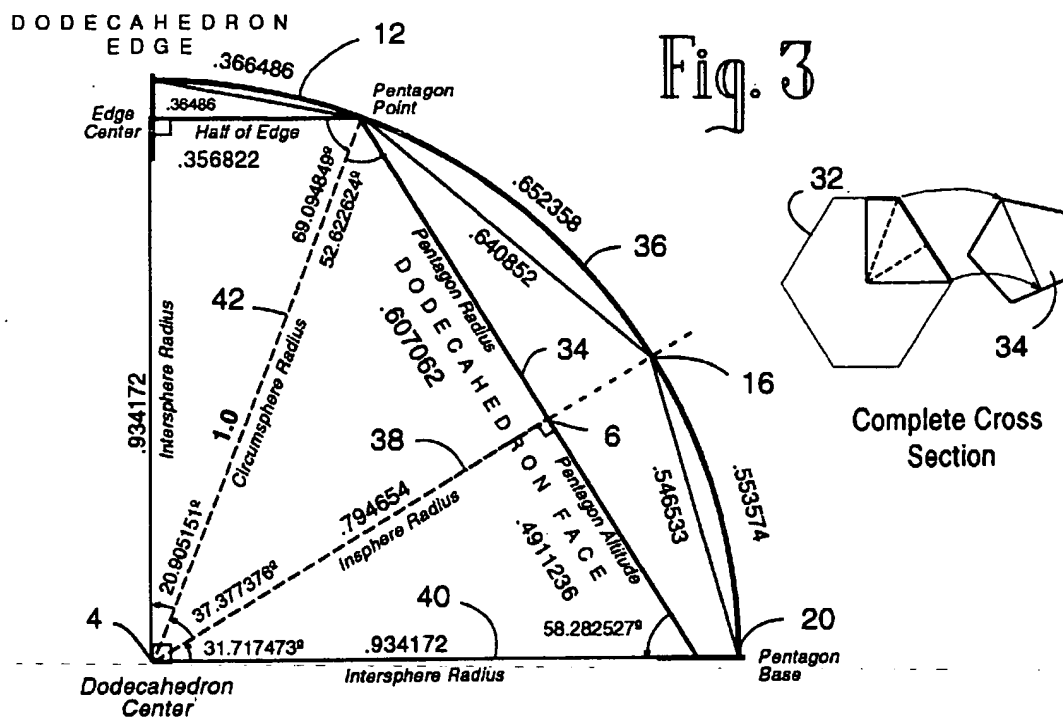 DODECAHEDRON
EDGE
12
.366486
Fig. 3
Pentagon
Point
.36486
Edge
Center
Half of Edge
.356822
69.094849º
52.622624º
.652358
32
36
.640852
Pentagon Radius
DODECAHEDRON FACE
.607062
42
34
34
16
.934172
Intersphere Radius
1.0
Circumsphere Radius
38
6
Complete Cross
Section
.794654
Insphere Radius
Pentagon Altitude
.4911236
.546533
.553574
20.905151º
37.377376º
4
31.717473º
.934172
40
58.282527º
20
Intersphere Radius
Pentagon
Base
Dodecahedron
Center